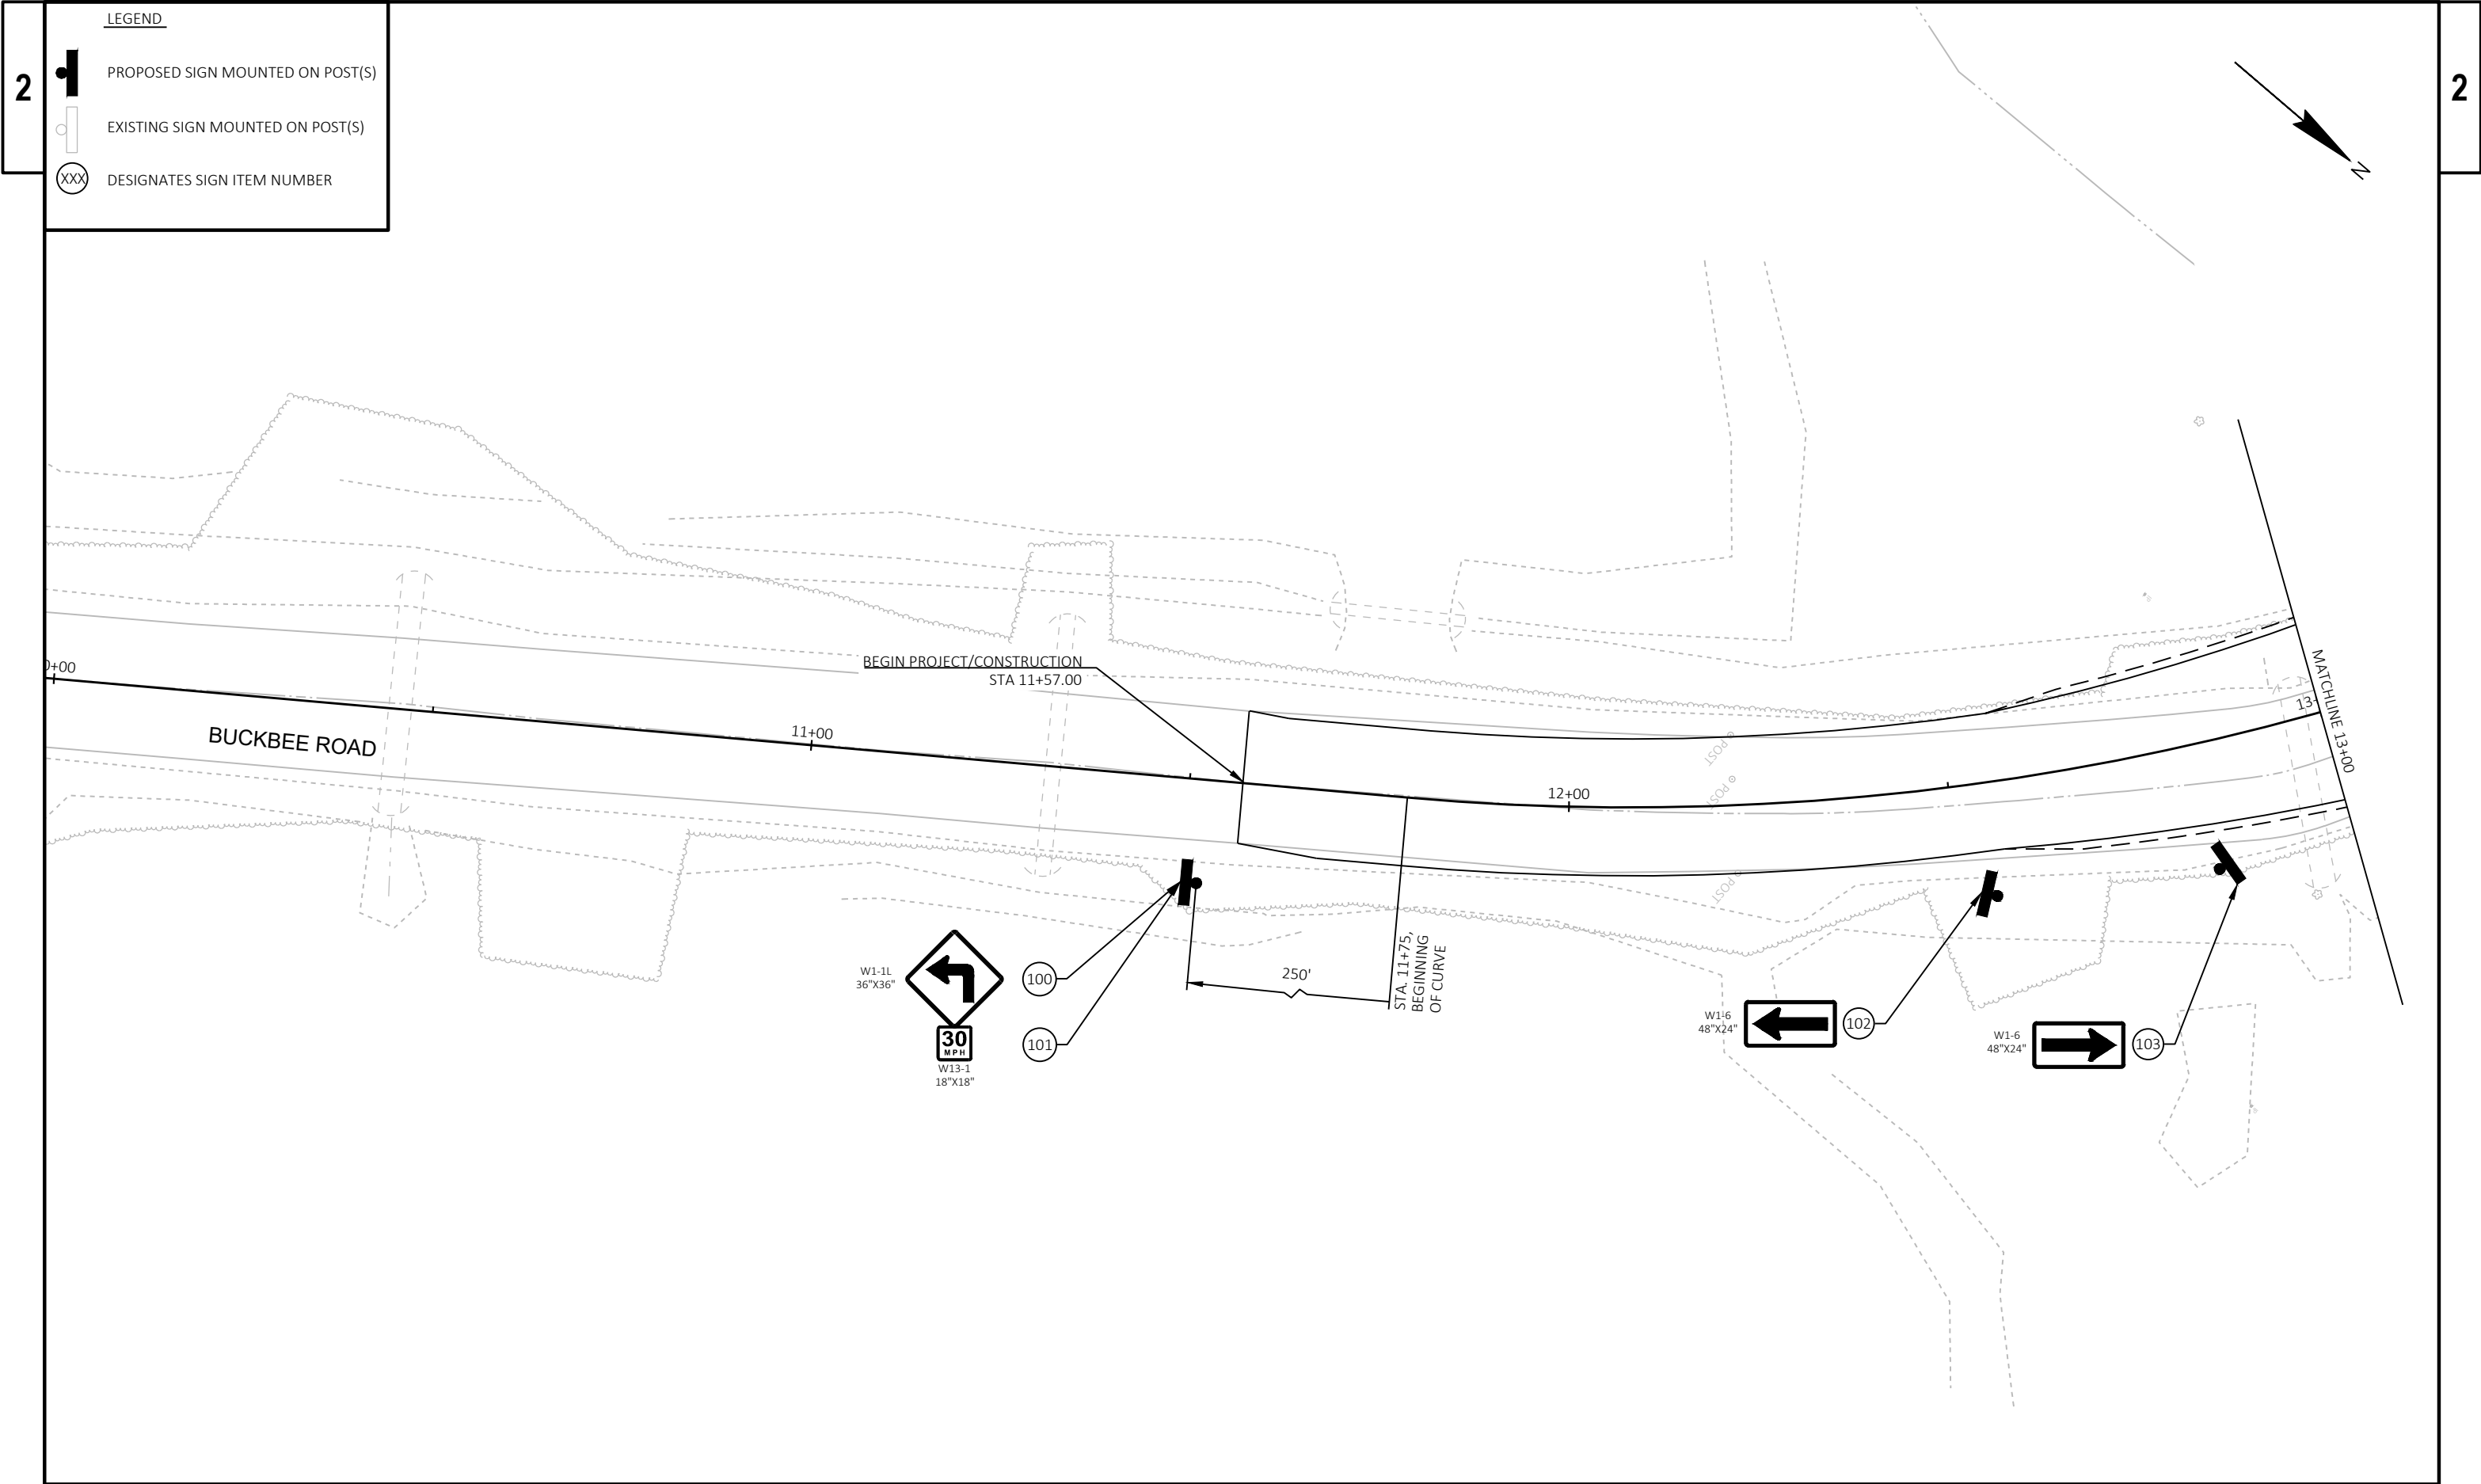 LEGEND
PROPOSED SIGN MOUNTED ON POST(S)
EXISTING SIGN MOUNTED ON POST(S)
XXX
DESIGNATES SIGN ITEM NUMBER
2
2
N
0+00
BUCKBEE ROAD
11+00
BEGIN PROJECT/CONSTRUCTION
STA 11+57.00
12+00
POST
POST
POST
13+
MATCHLINE 13+00
W1-1L
36"X36"
30
MPH
W13-1
18"X18"
100
101
250'
STA. 11+75,
BEGINNING
OF CURVE
W1-6
48"X24"
102
W1-6
48"X24"
103